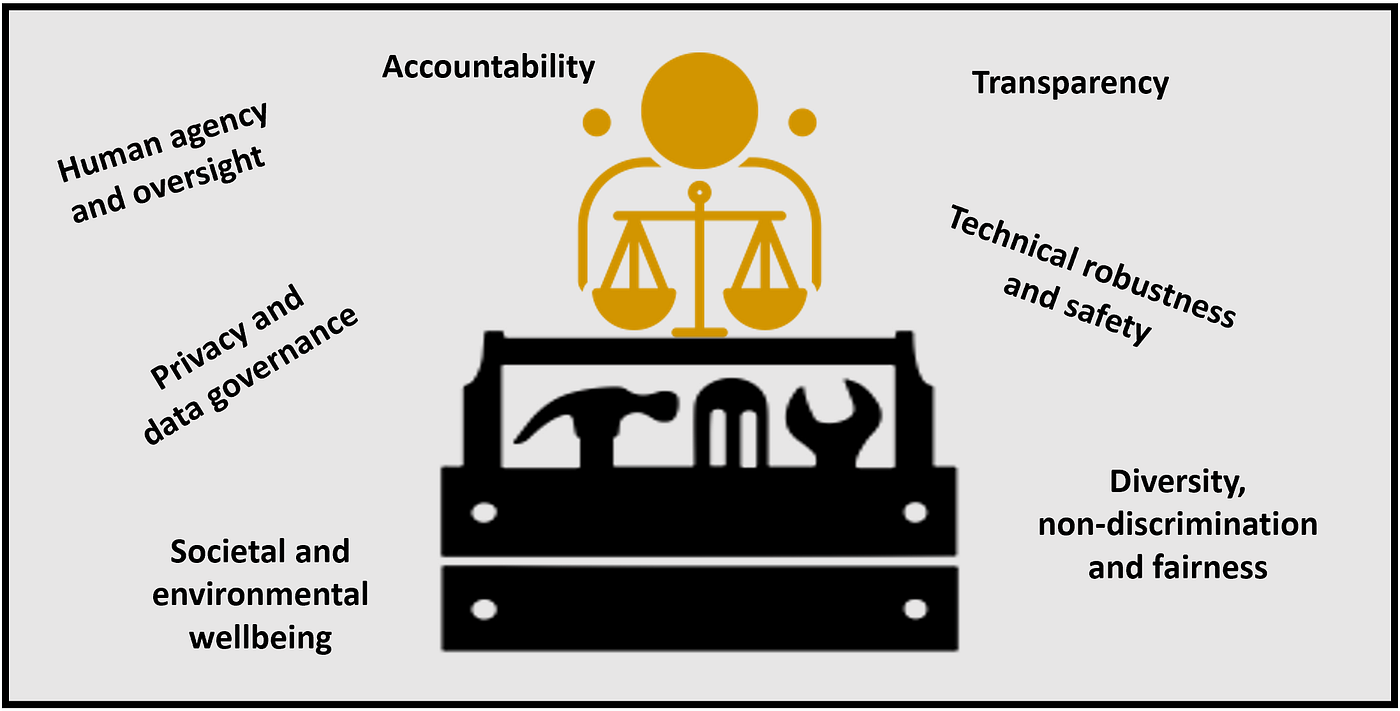 Accountability
Transparency
Human agency
and oversight
Technical robustness
and safety
Privacy and
data governance
Diversity,
non-discrimination
and fairness
Societal and
environmental
wellbeing